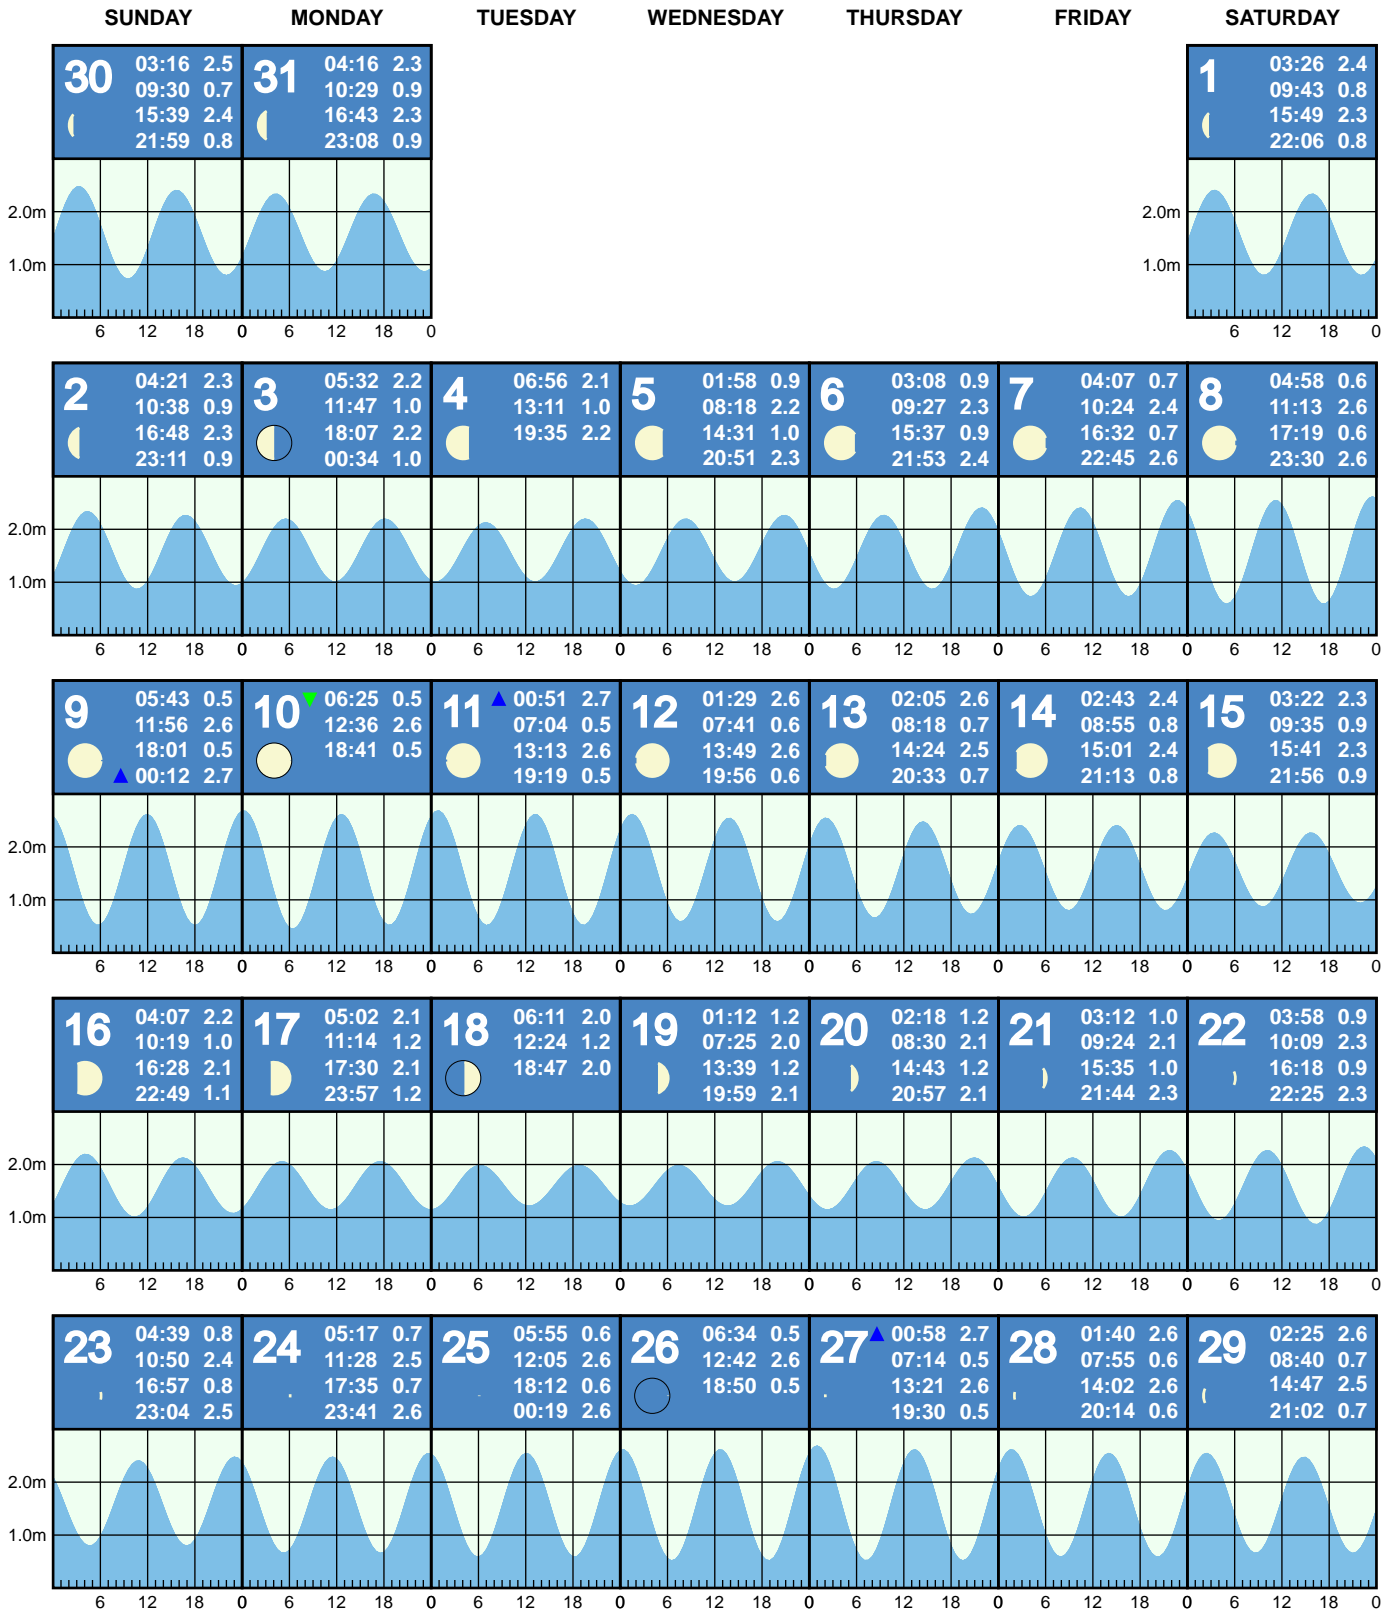 SUNDAY MONDAY TUESDAY WEDNESDAY THURSDAY FRIDAY SATURDAY
30 03:16 2.5
09:30 0.7
15:39 2.4
21:59 0.8
31 04:16 2.3
10:29 0.9
16:43 2.3
23:08 0.9
1 03:26 2.4
09:43 0.8
15:49 2.3
22:06 0.8
2.0m 2.0m
1.0m 1.0m
6 12 18 0 6 12 18 0 6 12 18 0
2 04:21 2.3
10:38 0.9
16:48 2.3
23:11 0.9
3 05:32 2.2
11:47 1.0
18:07 2.2
00:34 1.0
4 06:56 2.1
13:11 1.0
19:35 2.2
5 01:58 0.9
08:18 2.2
14:31 1.0
20:51 2.3
6 03:08 0.9
09:27 2.3
15:37 0.9
21:53 2.4
7 04:07 0.7
10:24 2.4
16:32 0.7
22:45 2.6
8 04:58 0.6
11:13 2.6
17:19 0.6
23:30 2.6
2.0m
1.0m
6 12 18 0 6 12 18 0 6 12 18 0 6 12 18 0 6 12 18 0 6 12 18 0 6 12 18 0
9 05:43 0.5
11:56 2.6
18:01 0.5
00:12 2.7
10 06:25 0.5
12:36 2.6
18:41 0.5
11 00:51 2.7
07:04 0.5
13:13 2.6
19:19 0.5
12 01:29 2.6
07:41 0.6
13:49 2.6
19:56 0.6
13 02:05 2.6
08:18 0.7
14:24 2.5
20:33 0.7
14 02:43 2.4
08:55 0.8
15:01 2.4
21:13 0.8
15 03:22 2.3
09:35 0.9
15:41 2.3
21:56 0.9
2.0m
1.0m
6 12 18 0 6 12 18 0 6 12 18 0 6 12 18 0 6 12 18 0 6 12 18 0 6 12 18 0
16 04:07 2.2
10:19 1.0
16:28 2.1
22:49 1.1
17 05:02 2.1
11:14 1.2
17:30 2.1
23:57 1.2
18 06:11 2.0
12:24 1.2
18:47 2.0
19 01:12 1.2
07:25 2.0
13:39 1.2
19:59 2.1
20 02:18 1.2
08:30 2.1
14:43 1.2
20:57 2.1
21 03:12 1.0
09:24 2.1
15:35 1.0
21:44 2.3
22 03:58 0.9
10:09 2.3
16:18 0.9
22:25 2.3
2.0m
1.0m
6 12 18 0 6 12 18 0 6 12 18 0 6 12 18 0 6 12 18 0 6 12 18 0 6 12 18 0
23 04:39 0.8
10:50 2.4
16:57 0.8
23:04 2.5
24 05:17 0.7
11:28 2.5
17:35 0.7
23:41 2.6
25 05:55 0.6
12:05 2.6
18:12 0.6
00:19 2.6
26 06:34 0.5
12:42 2.6
18:50 0.5
27 00:58 2.7
07:14 0.5
13:21 2.6
19:30 0.5
28 01:40 2.6
07:55 0.6
14:02 2.6
20:14 0.6
29 02:25 2.6
08:40 0.7
14:47 2.5
21:02 0.7
2.0m
1.0m
6 12 18 0 6 12 18 0 6 12 18 0 6 12 18 0 6 12 18 0 6 12 18 0 6 12 18 0